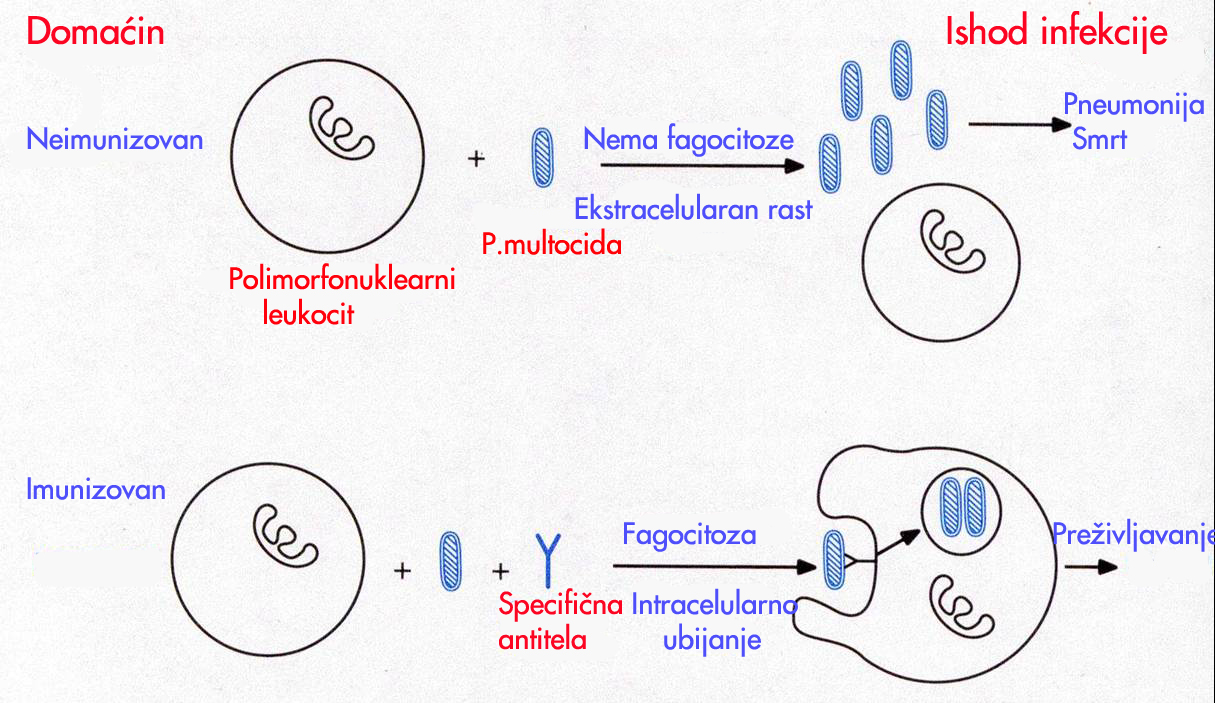 Domaćin
Ishod infekcije
Neimunizovan
+
Nema fagocitoze
Ekstracelularan rast
Pneumonija
Smrt
P.multocida
Polimorfonuklearni
leukocit
Imunizovan
+
+
Fagocitoza
Preživljavanje
Specifična
antitela
Intracelularno
ubijanje